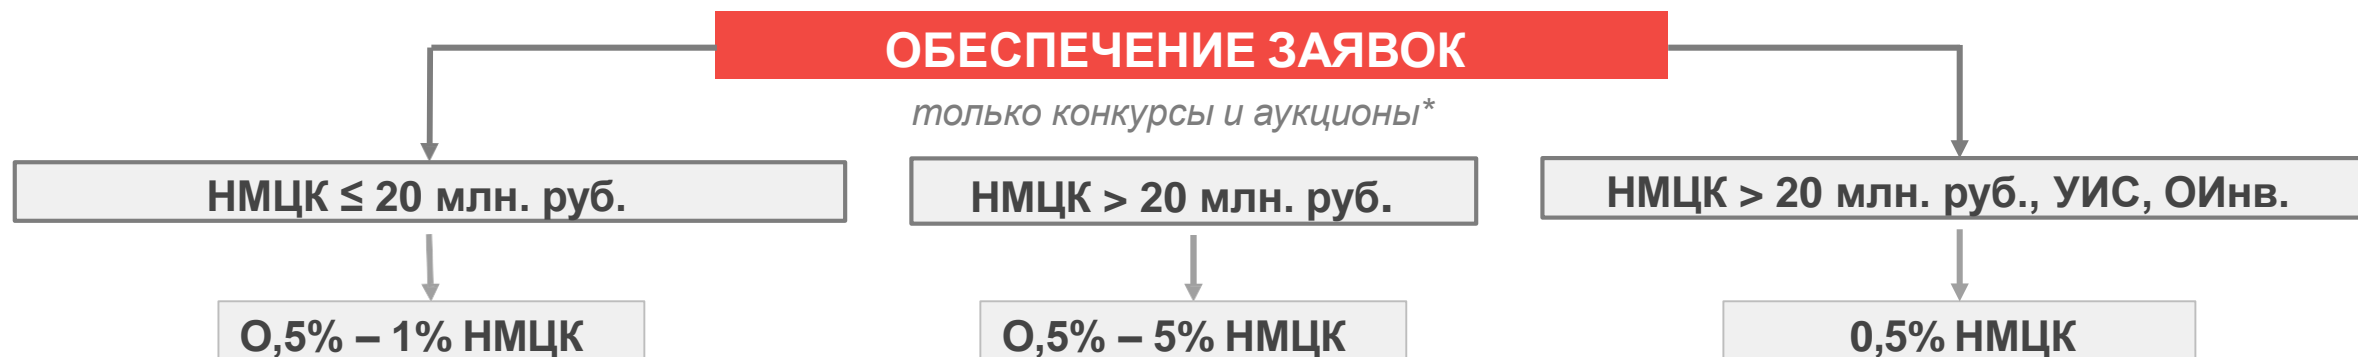 ОБЕСПЕЧЕНИЕ ЗАЯВОК
только конкурсы и аукционы*
НМЦК ≤ 20 млн. руб.
НМЦК > 20 млн. руб.
НМЦК > 20 млн. руб., УИС, ОИнв.
О,5% – 1% НМЦК
О,5% – 5% НМЦК
0,5% НМЦК